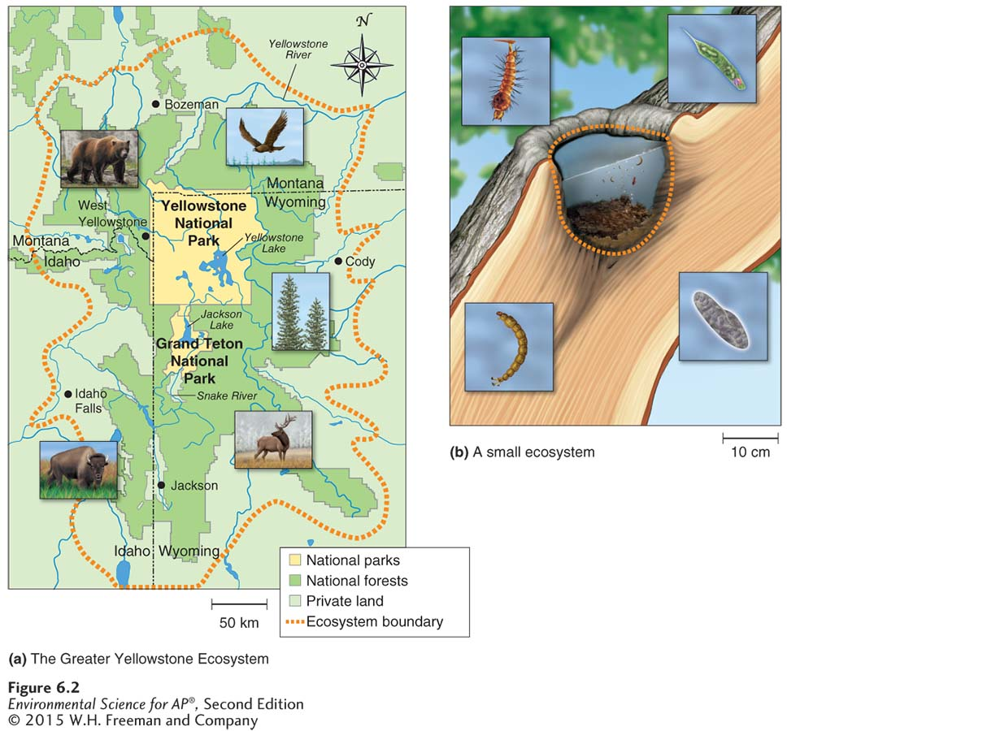 N
Yellowstone
River
Bozeman
Montana
Wyoming
Yellowstone
National
Park
West
Yellowstone
Yellowstone
Lake
Montana
Idaho
Cody
Jackson
Lake
Grand Teton
National
Park
Idaho
Falls
Snake River
Jackson
Idaho
Wyoming
National parks
National forests
Private land
Ecosystem boundary
50 km
(a) The Greater Yellowstone Ecosystem
(b) A small ecosystem
10 cm
Figure 6.2
Environmental Science for AP®, Second Edition
© 2015 W.H. Freeman and Company